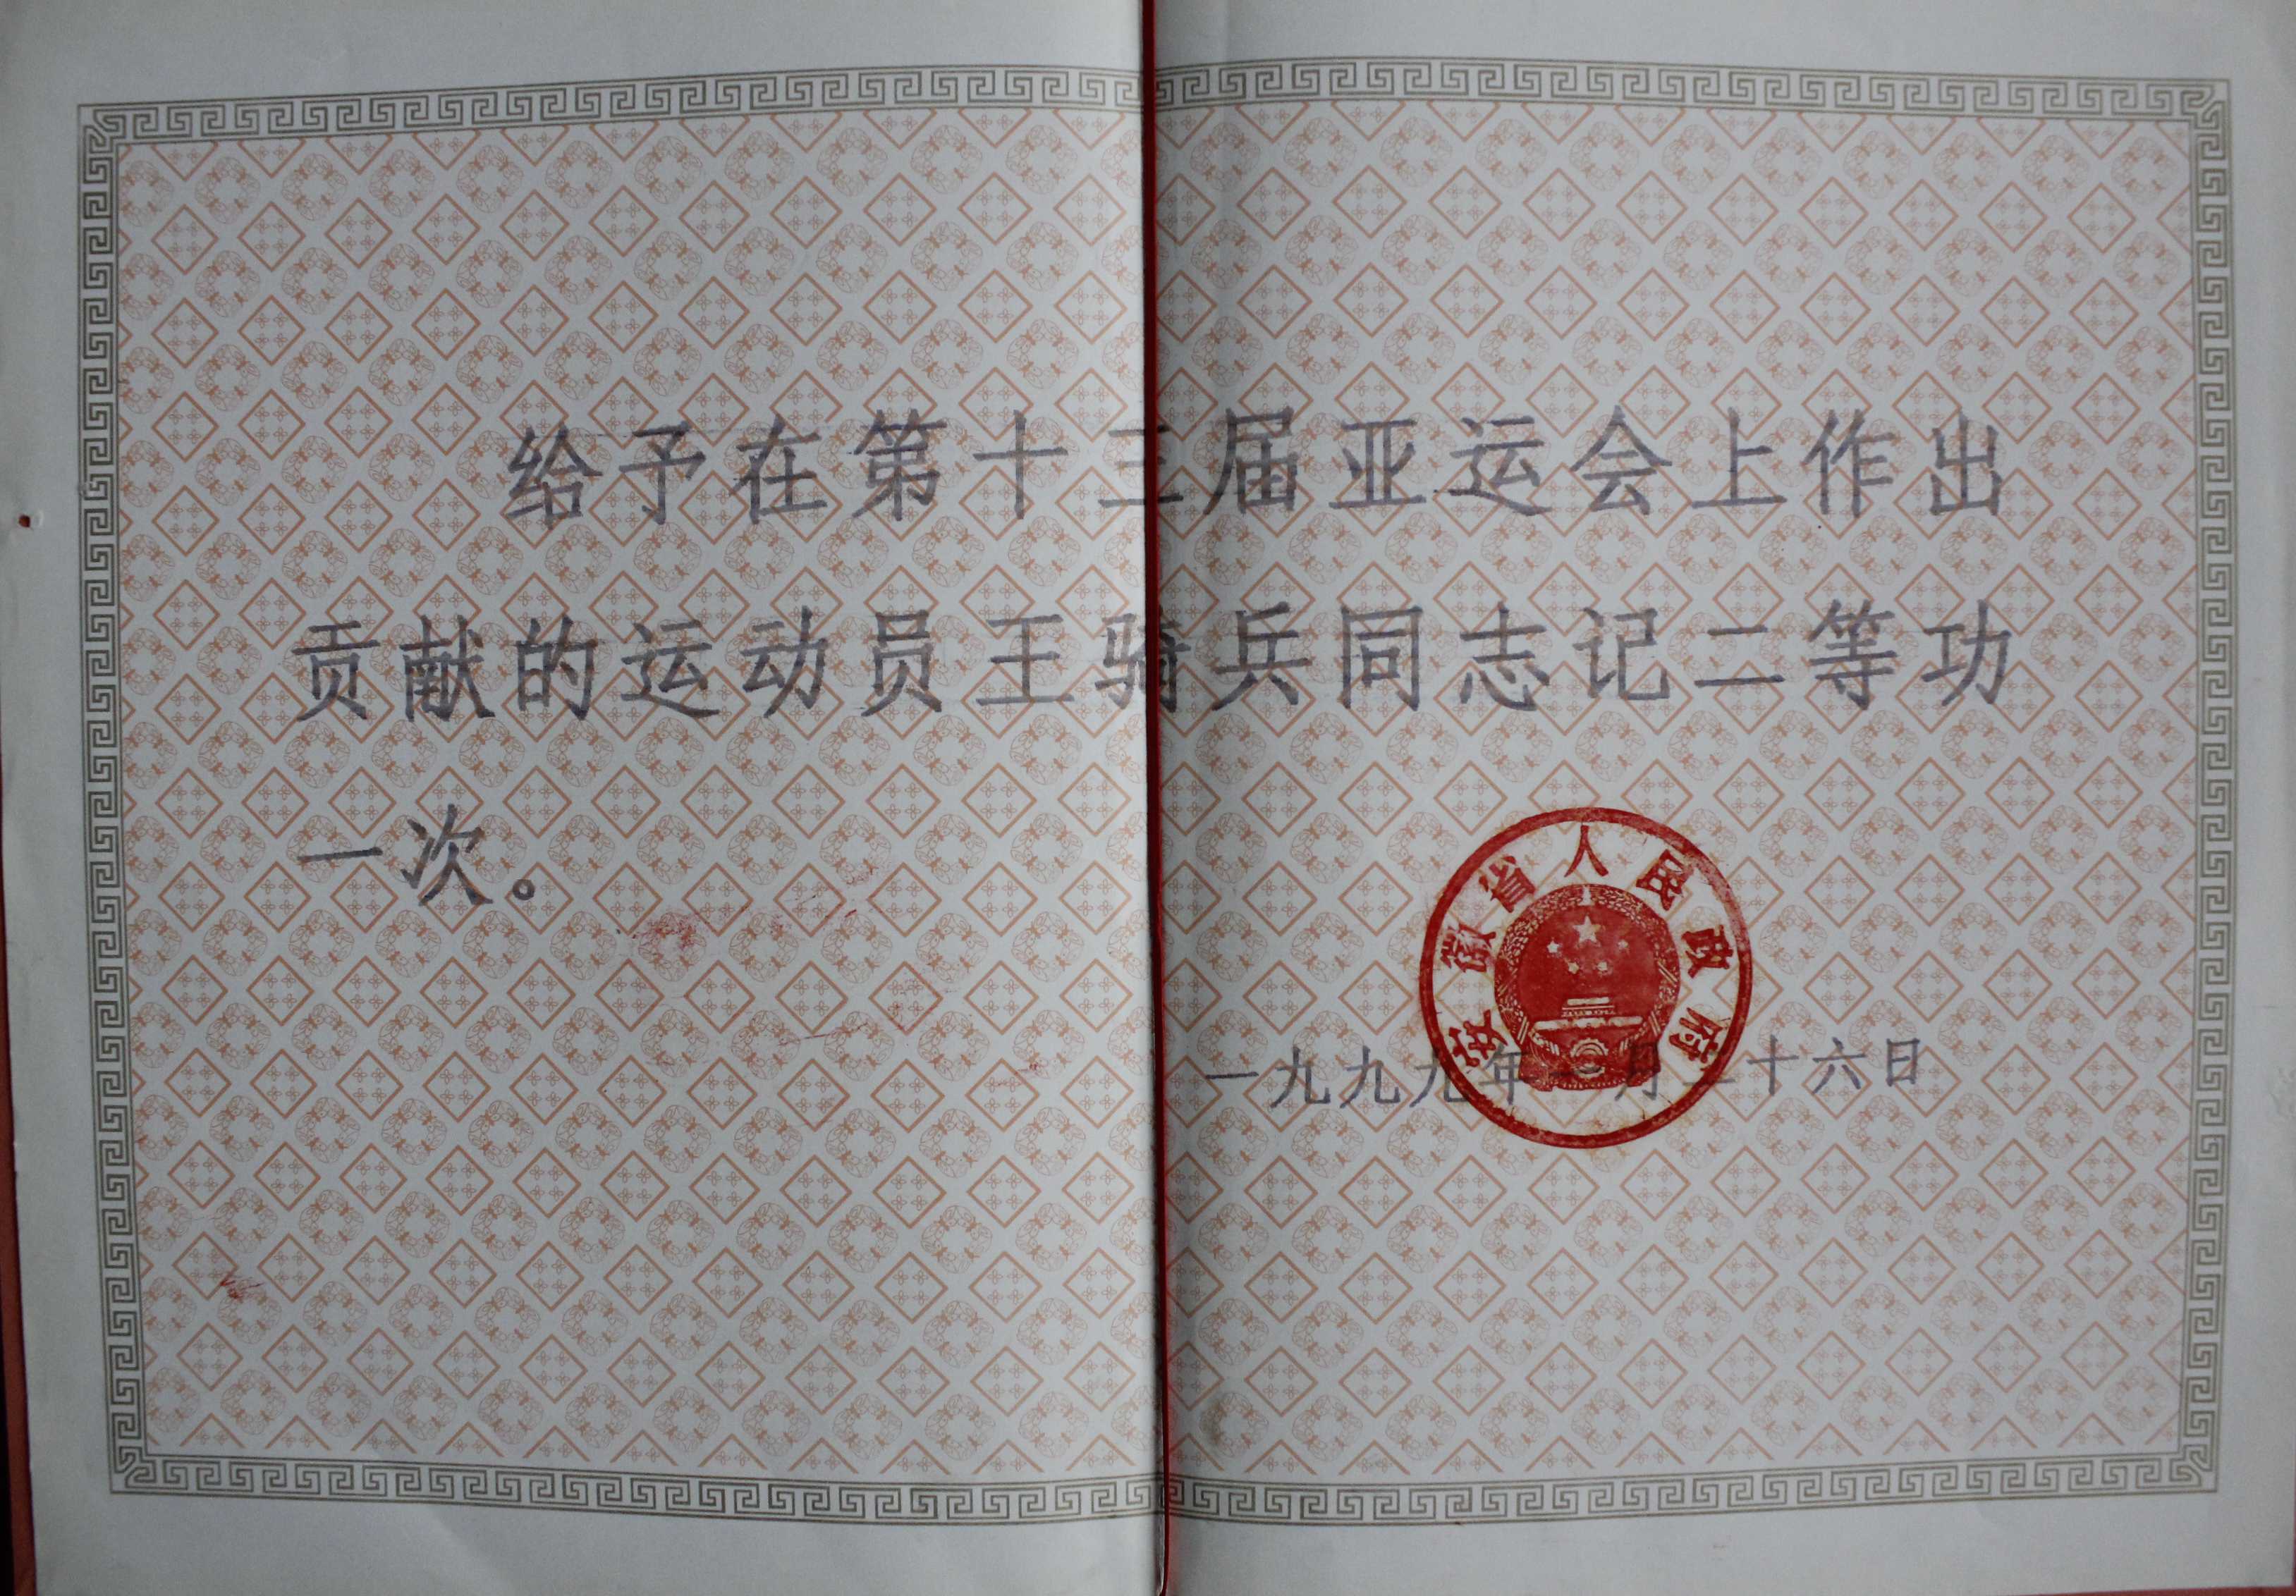 给予在第十三届亚运会上作出
贡献的运动员王骑兵同志记二等功
一次。
安徽省人民政府
一九九九年 月二十六日